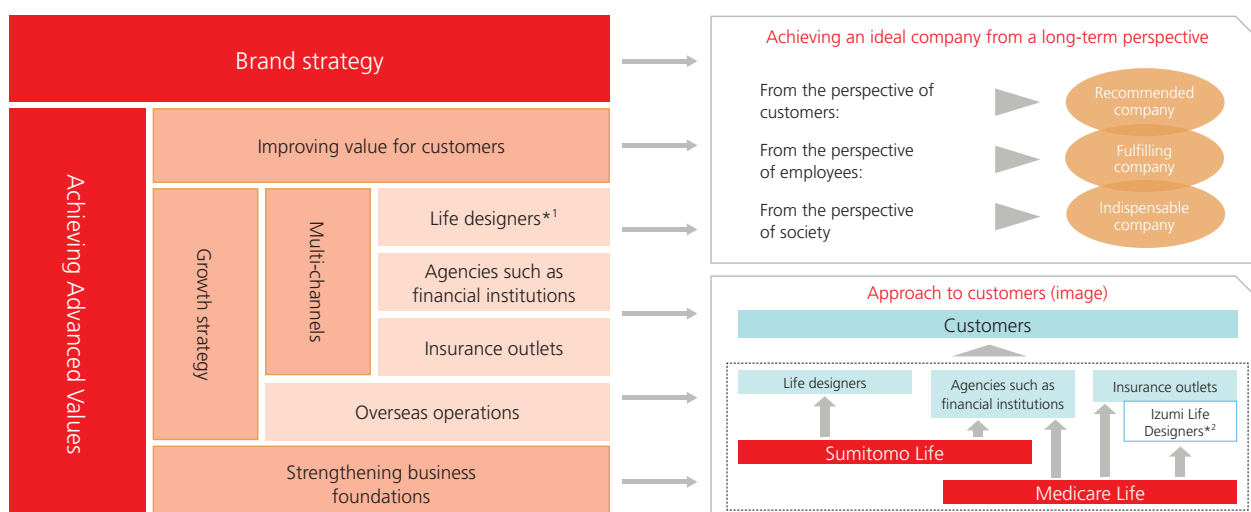 Brand strategy
Achieving Advanced Values
Improving value for customers
Growth strategy
Multi-channels
Life designers*1
Agencies such as
financial institutions
Insurance outlets
Overseas operations
Strengthening business
foundations
Achieving an ideal company from a long-term perspective
From the perspective of
customers:
Recommended
company
From the perspective
of employees:
Fulfilling
company
From the perspective
of society
Indispensable
company
Approach to customers (image)
Customers
Life designers
Agencies such as
financial institutions
Insurance outlets
Izumi Life
Designers*2
Sumitomo Life
Medicare Life